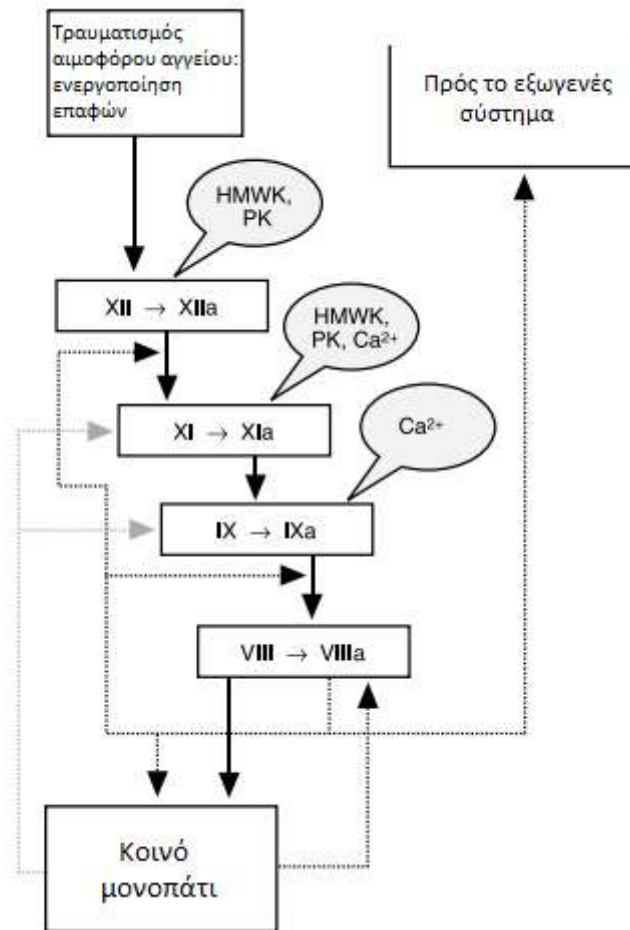 Τραυματισμός
αιμοφόρου αγγείου:
ενεργοποίηση
επαφών
Πρός το εξωγενές
σύστημα
HMWK,
PK
XII → XIIa
HMWK,
PK, Ca²⁺
XI → XIa
Ca²⁺
IX → IXa
VIII → VIIIa
Κοινό
μονοπάτι